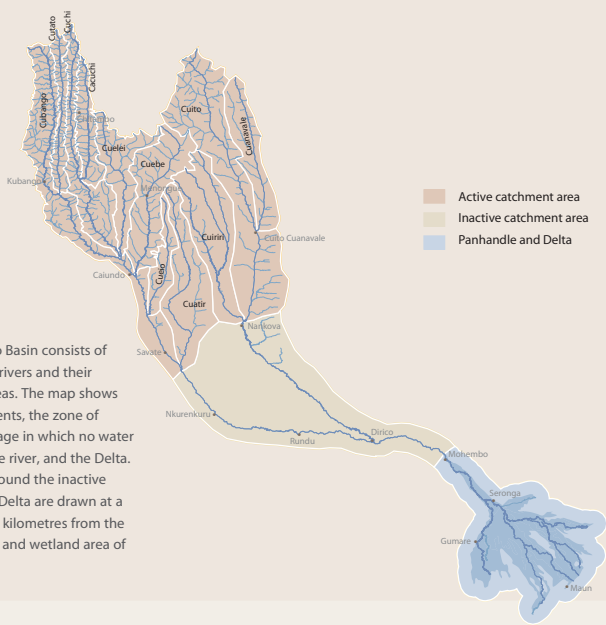 Cutato
Cuchi
Cacuchi
Cubango
Cuelei
Cuebe
Cuito
Cuanavale
Kubango
Menongue
Cuito Cuanavale
Cuiriri
Cueio
Caiundo
Cuatir
Nankova
Savate
Nkurenkuru
Rundu
Dirico
Mohembo
Seronga
Gumare
Maun
Active catchment area
Inactive catchment area
Panhandle and Delta
o Basin consists of
rivers and their
eas. The map shows
ents, the zone of
age in which no water
e river, and the Delta.
ound the inactive
Delta are drawn at a
kilometres from the
and wetland area of